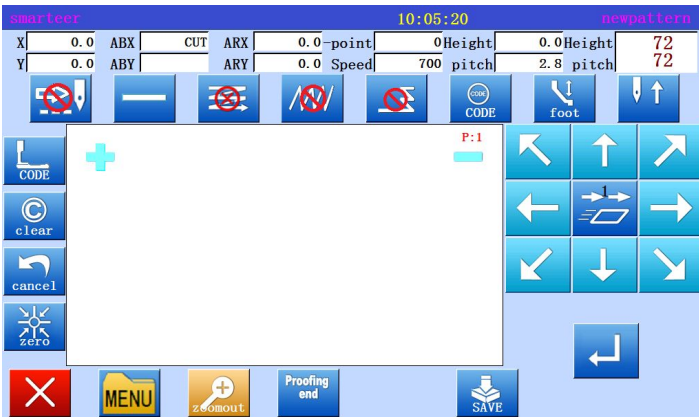 smarteer 10:05:20 newpattern
X 0.0 ABX CUT ARX 0.0 -point 0 Height 0.0 Height 72
Y 0.0 ABY ARY 0.0 Speed 700 pitch 2.8 pitch 72
CODE
CODE
foot
P:1
CODE
1
C
clear
cancel
zero
MENU
zoomout
Proofing
end
SAVE